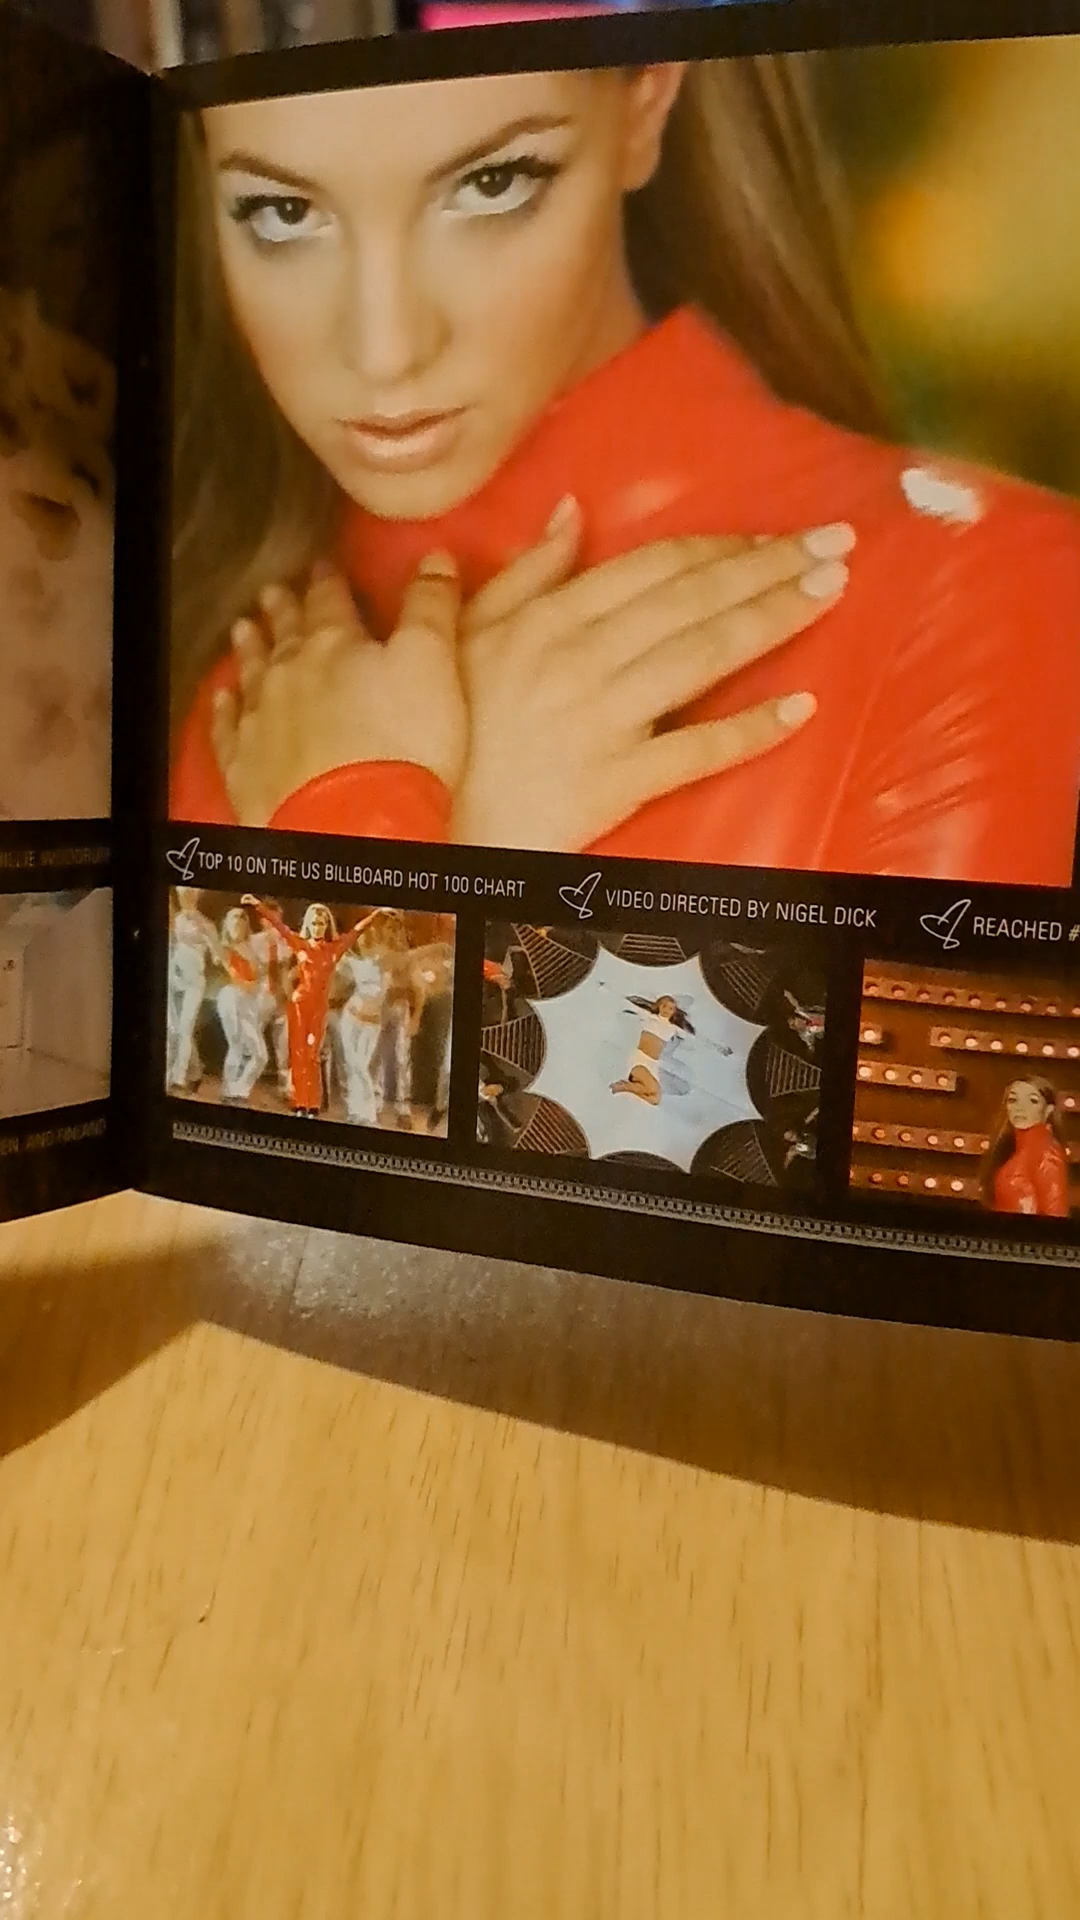 TOP 10 ON THE US BILLBOARD HOT 100 CHART
VIDEO DIRECTED BY NIGEL DICK
REACHED #
AND FINLAND